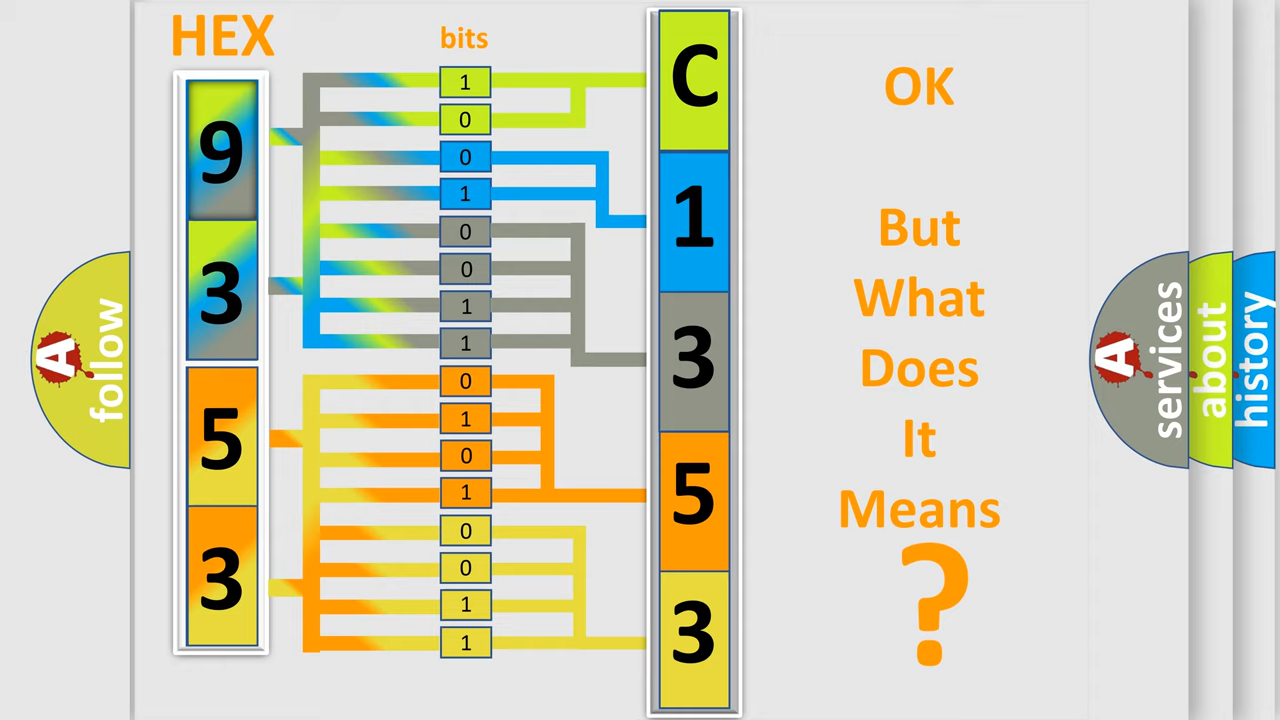 HEX
bits
9
3
5
3
1
0
0
1
0
0
1
1
0
1
0
1
0
0
1
1
C
1
3
5
3
OK
But
What
Does
It
Means
?
A
follow
A
services
about
history